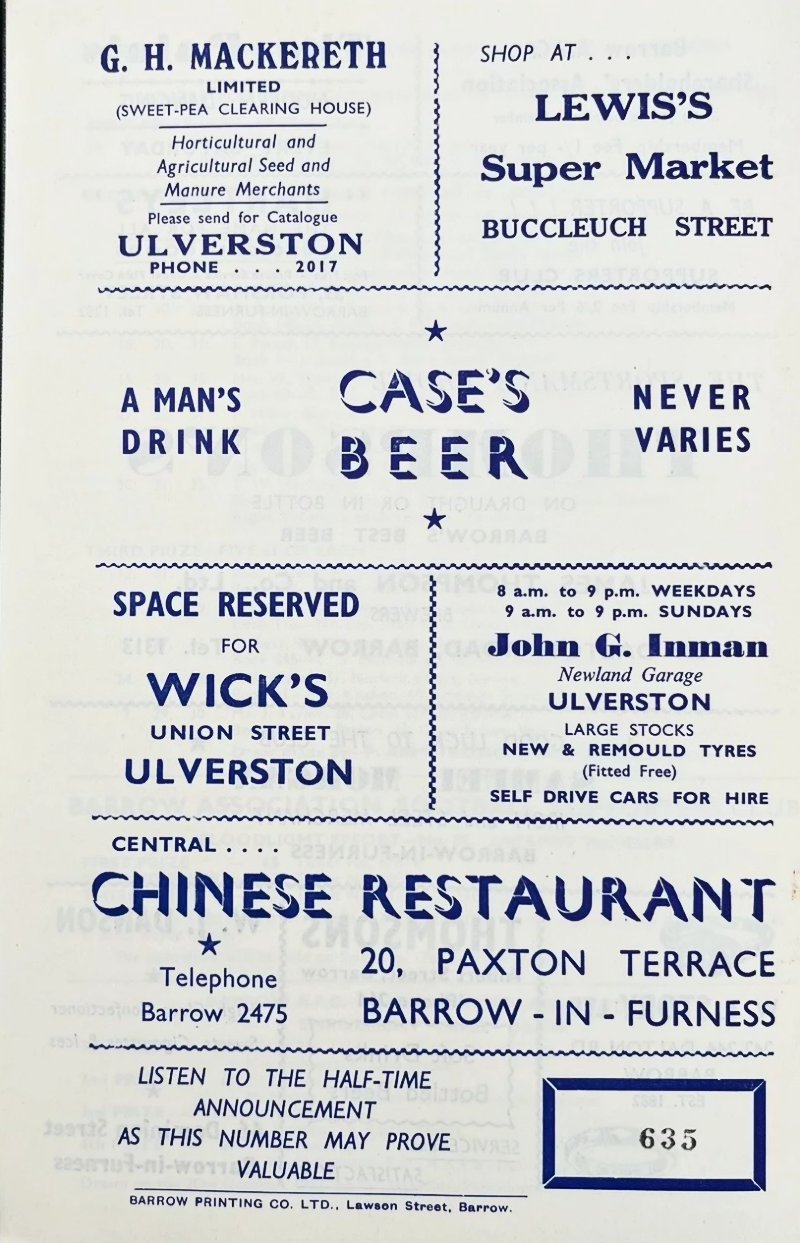 G. H. MACKERETH
LIMITED
(SWEET-PEA CLEARING HOUSE)
Horticultural and
Agricultural Seed and
Manure Merchants
Please send for Catalogue
ULVERSTON
PHONE . . . 2017
SHOP AT . . .
LEWIS'S
Super Market
BUCCLEUCH STREET
A MAN'S
DRINK
CASE'S
BEER
NEVER
VARIES
SPACE RESERVED
FOR
WICK'S
UNION STREET
ULVERSTON
8 a.m. to 9 p.m. WEEKDAYS
9 a.m. to 9 p.m. SUNDAYS
John G. Inman
Newland Garage
ULVERSTON
LARGE STOCKS
NEW & REMOULD TYRES
(Fitted Free)
SELF DRIVE CARS FOR HIRE
CENTRAL . . . .
CHINESE RESTAURANT
Telephone
Barrow 2475
20, PAXTON TERRACE
BARROW - IN - FURNESS
LISTEN TO THE HALF-TIME
ANNOUNCEMENT
AS THIS NUMBER MAY PROVE
VALUABLE
635
BARROW PRINTING CO. LTD., Lawson Street, Barrow.